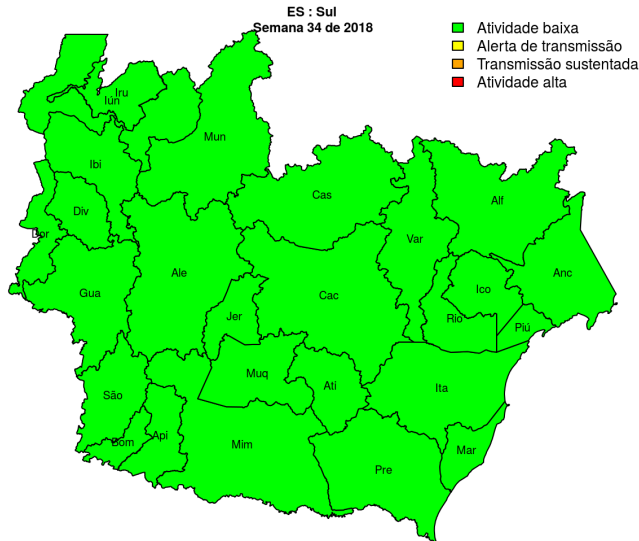 ES : Sul
Semana 34 de 2018
Atividade baixa
Alerta de transmissão
Transmissão sustentada
Atividade alta
Iru
Iún
Mun
Ibi
Cas
Alf
Div
Dor
Var
Ale
Anc
Gua
Cac
Ico
Jer
Rio
Piú
Muq
Ati
Ita
São
Api
Bom
Mim
Mar
Pre